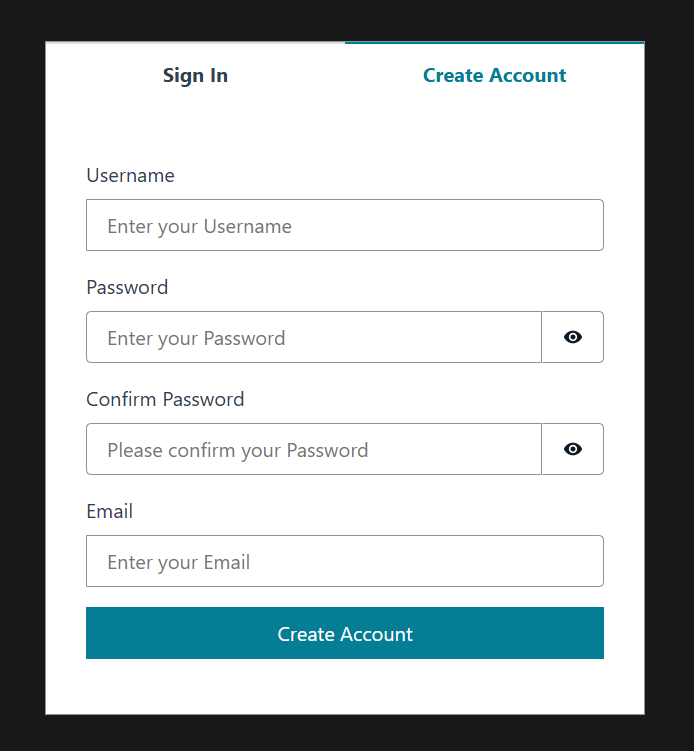 Sign In
Create Account
Username
Enter your Username
Password
Enter your Password
Confirm Password
Please confirm your Password
Email
Enter your Email
Create Account